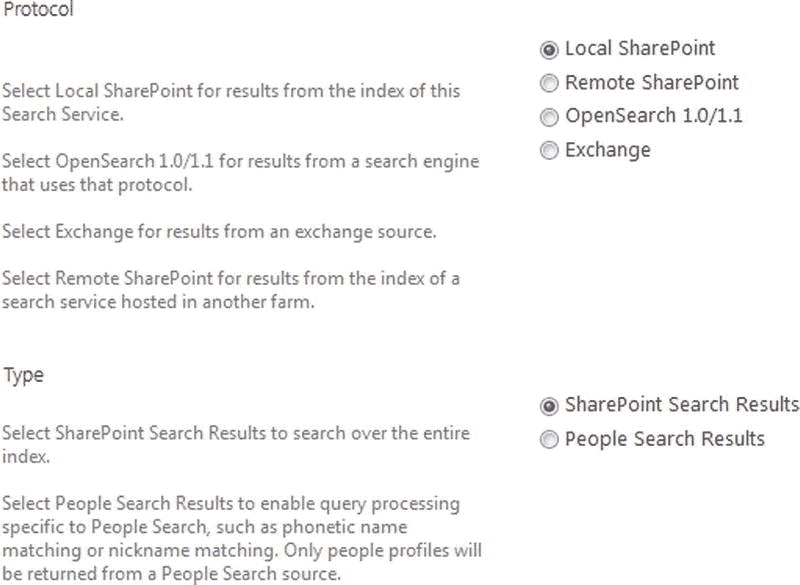 Protocol
Local SharePoint
Remote SharePoint
OpenSearch 1.0/1.1
Exchange
Select Local SharePoint for results from the index of this
Search Service.
Select OpenSearch 1.0/1.1 for results from a search engine
that uses that protocol.
Select Exchange for results from an exchange source.
Select Remote SharePoint for results from the index of a
search service hosted in another farm.
Type
SharePoint Search Results
People Search Results
Select SharePoint Search Results to search over the entire
index.
Select People Search Results to enable query processing
specific to People Search, such as phonetic name
matching or nickname matching. Only people profiles will
be returned from a People Search source.